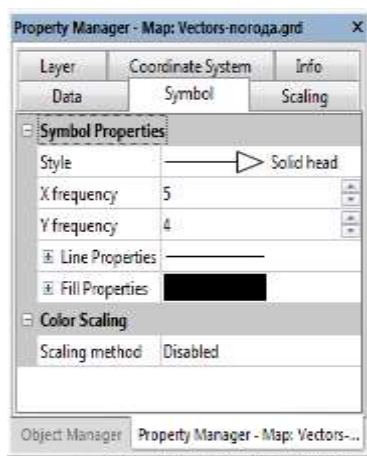 Property Manager - Map: Vectors-погода.grd x
Layer Coordinate System Info
Data Symbol Scaling
Symbol Properties
Style Solid head
X frequency 5
Y frequency 4
Line Properties
Fill Properties
Color Scaling
Scaling method Disabled
Object Manager Property Manager - Map: Vectors-...